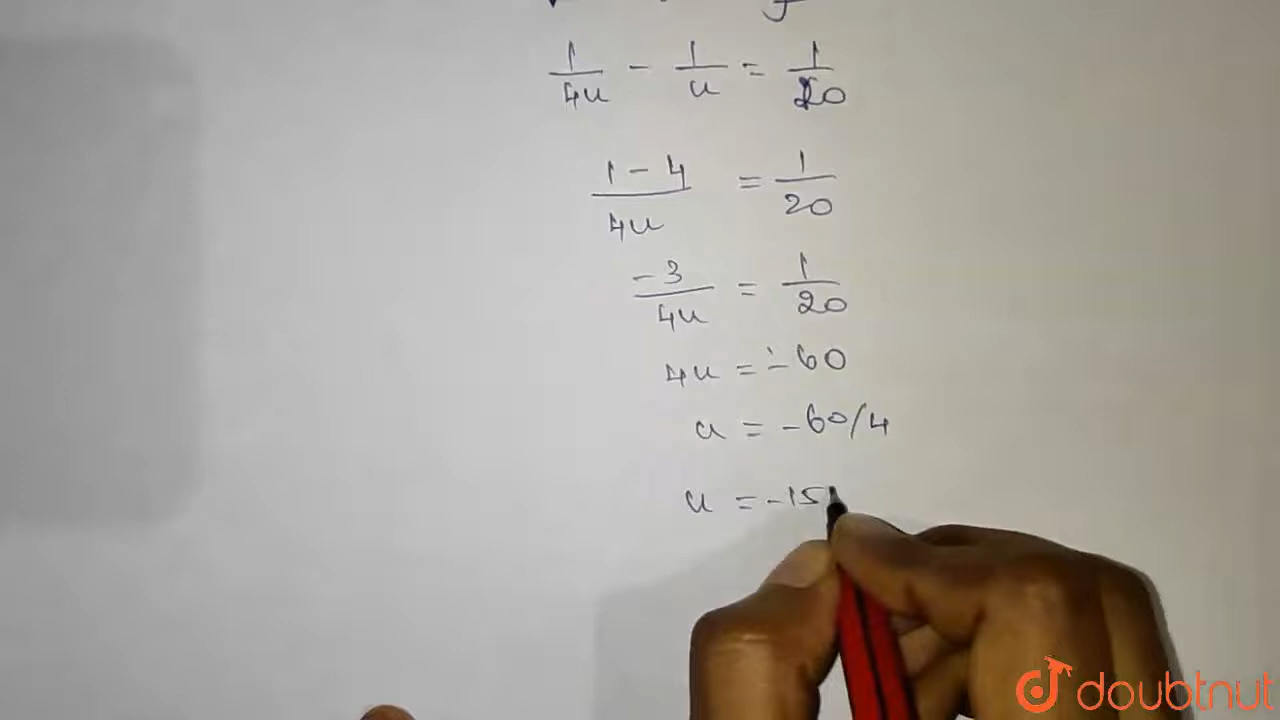 1/4u - 1/u = 1/20
1-4/4u = 1/20
-3/4u = 1/20
4u = -60
u = -60/4
u = -15
doubtnut